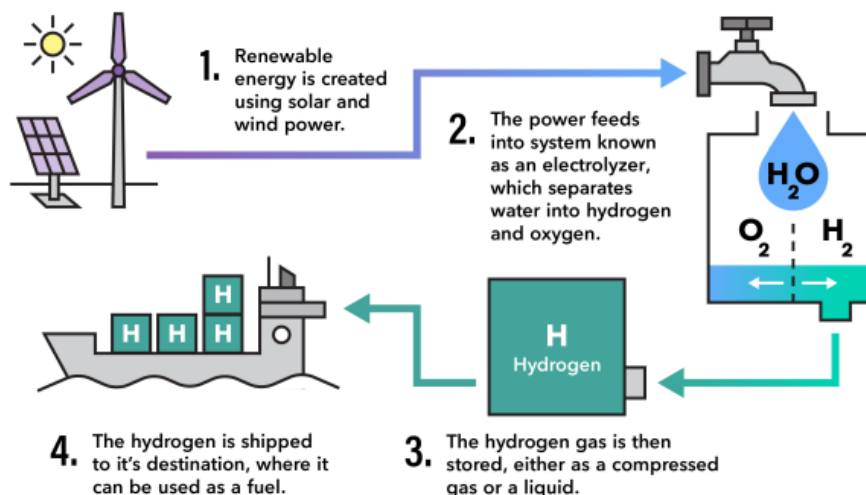 1. Renewable
energy is created
using solar and
wind power.
2. The power feeds
into system known
as an electrolyzer,
which separates
water into hydrogen
and oxygen.
H₂O
O₂ H₂
H
Hydrogen
H
H H H
4. The hydrogen is shipped
to it's destination, where it
can be used as a fuel.
3. The hydrogen gas is then
stored, either as a compressed
gas or a liquid.